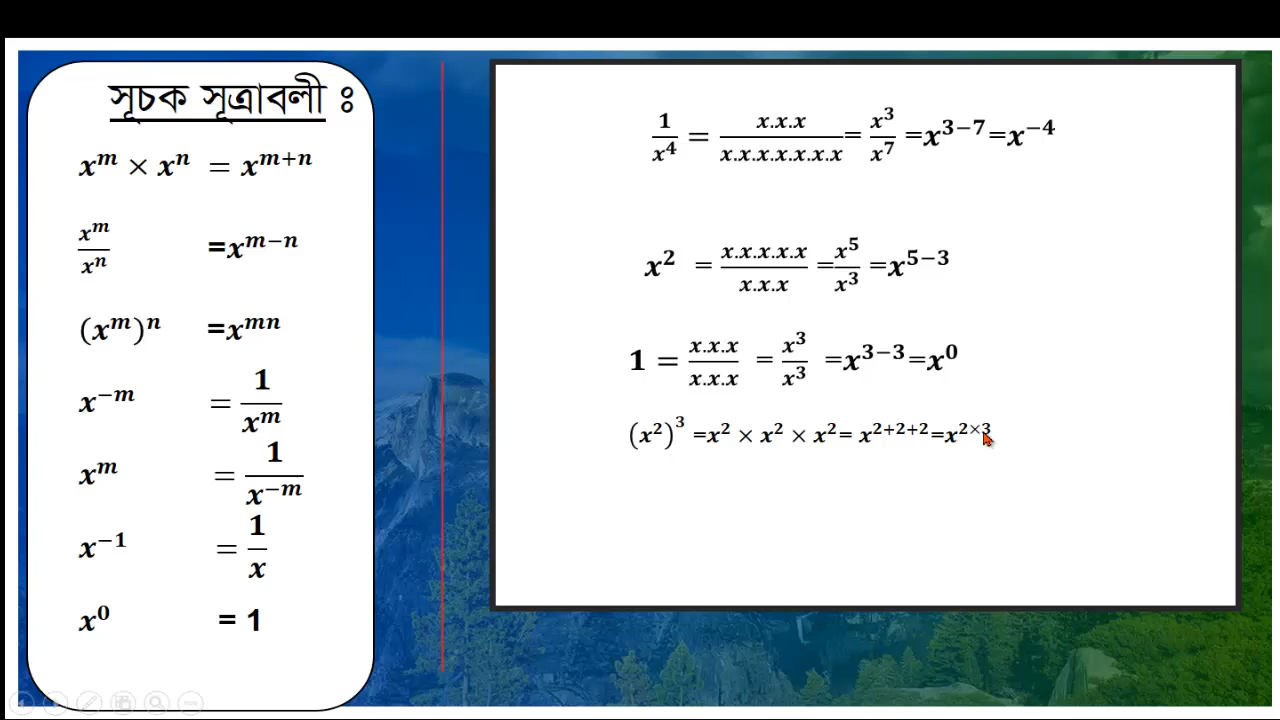 সূচক সূত্রাবলী ঃ
x^m × x^n = x^{m+n}
x^m/x^n =x^{m−n}
(x^m)^n =x^{mn}
x^{−m} = 1/x^m
x^m = 1/x^{−m}
x^{−1} = 1/x
x^0 = 1
1/x^4 = x.x.x/x.x.x.x.x.x.x= x^3/x^7 =x^{3−7}=x^{−4}
x^2 = x.x.x.x.x/x.x.x =x^5/x^3 =x^{5−3}
1 = x.x.x/x.x.x = x^3/x^3 =x^{3−3}=x^0
(x^2)^3 =x^2 × x^2 × x^2= x^{2+2+2}=x^{2×3}